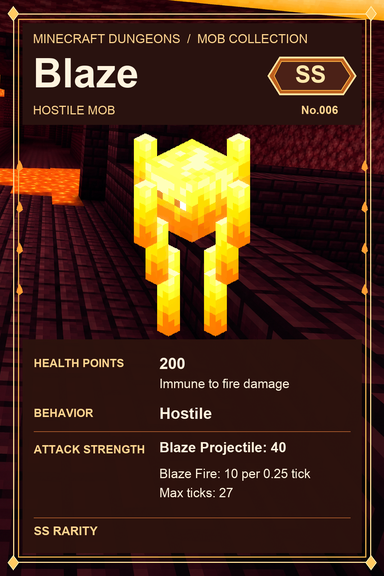 MINECRAFT DUNGEONS / MOB COLLECTION
Blaze
SS
HOSTILE MOB
No.006
HEALTH POINTS
200
Immune to fire damage
BEHAVIOR
Hostile
ATTACK STRENGTH
Blaze Projectile: 40
Blaze Fire: 10 per 0.25 tick
Max ticks: 27
SS RARITY